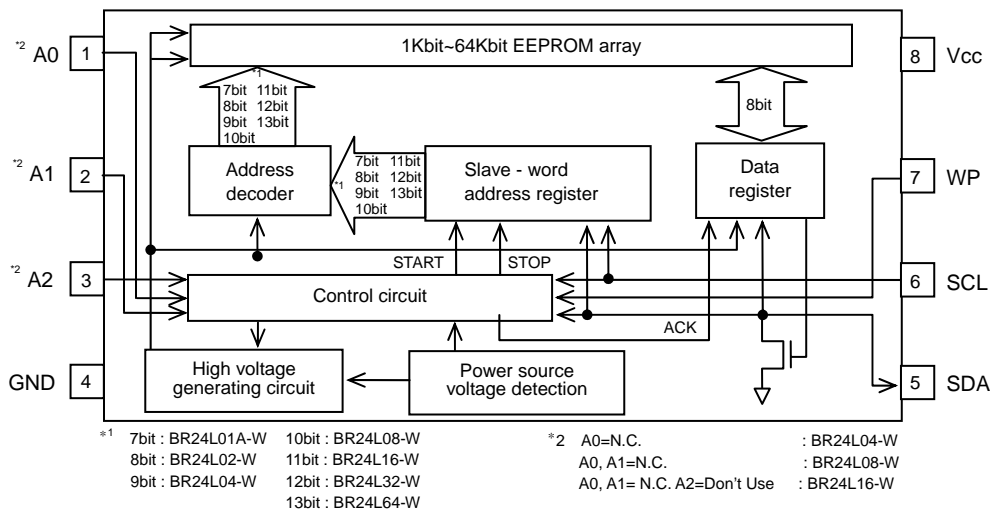 1Kbit~64Kbit EEPROM array
*2 A0 1
8 Vcc
*1
7bit 11bit
8bit 12bit
9bit 13bit
10bit
8bit
*2 A1 2
Address
decoder
*1
7bit 11bit
8bit 12bit
9bit 13bit
10bit
Slave - word
address register
Data
register
7 WP
START STOP
*2 A2 3
Control circuit
6 SCL
ACK
GND 4
High voltage
generating circuit
Power source
voltage detection
5 SDA
*1 7bit : BR24L01A-W 10bit : BR24L08-W
8bit : BR24L02-W 11bit : BR24L16-W
9bit : BR24L04-W 12bit : BR24L32-W
13bit : BR24L64-W
*2 A0=N.C. : BR24L04-W
A0, A1=N.C. : BR24L08-W
A0, A1= N.C. A2=Don't Use : BR24L16-W